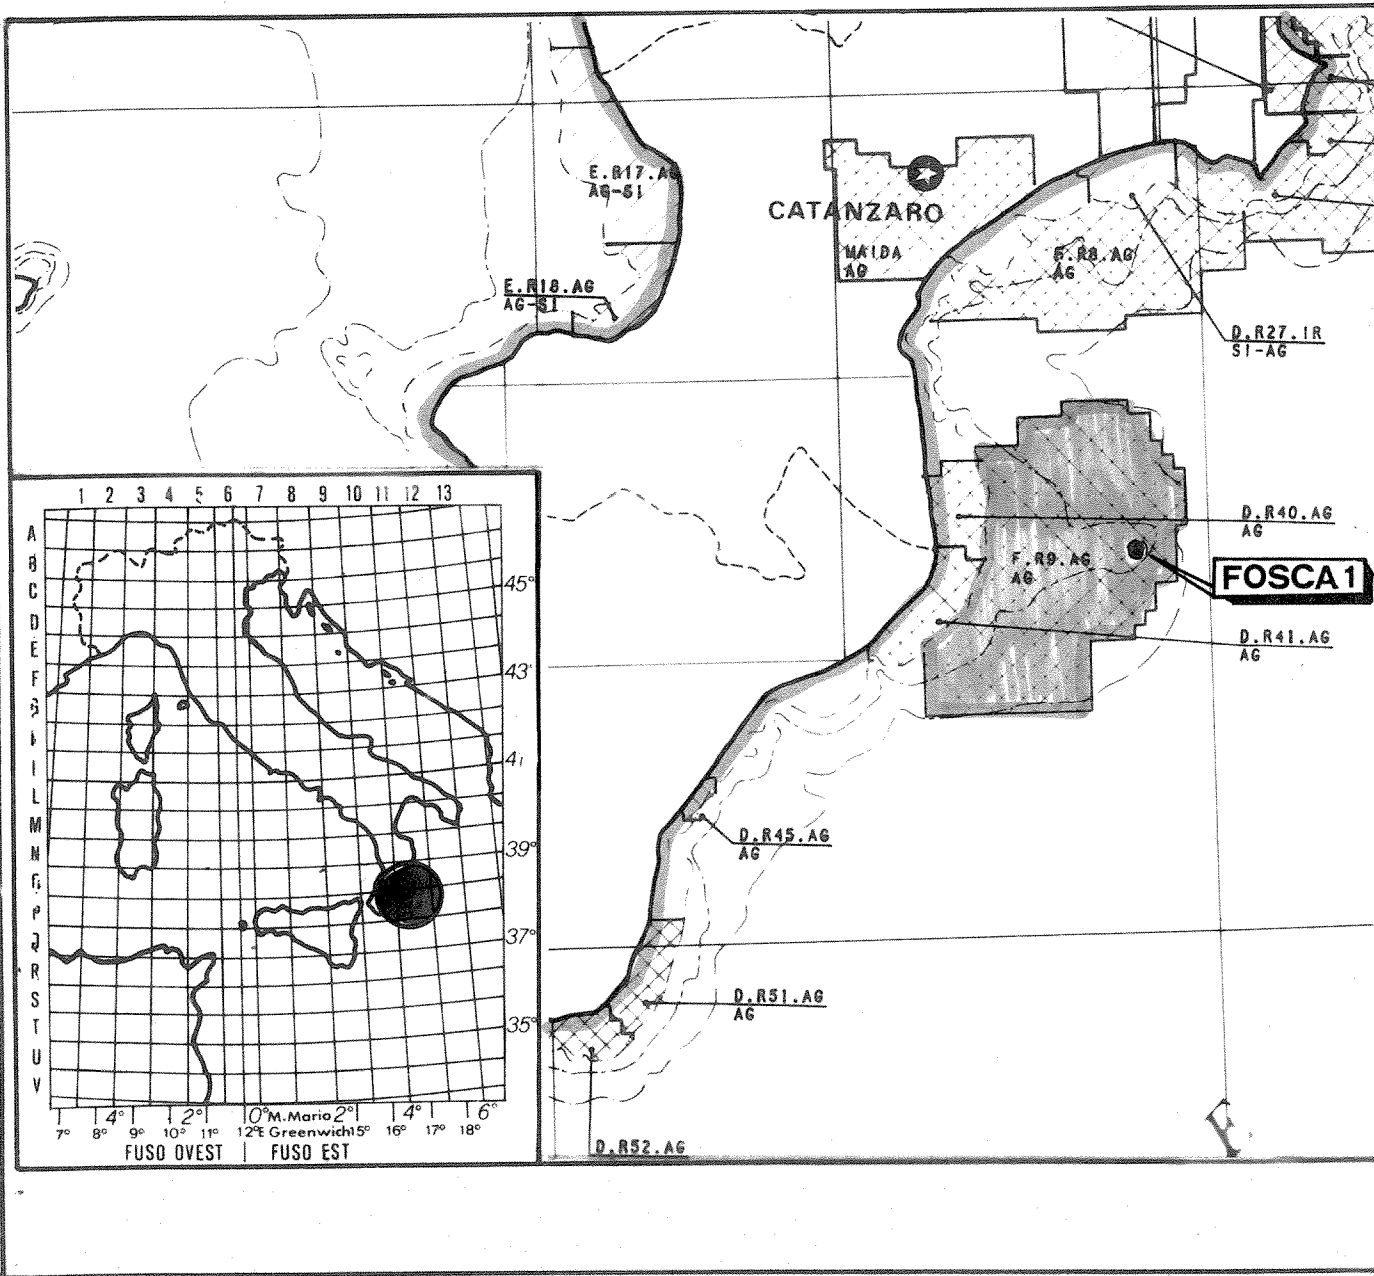 E.R17.AG
AG-SI
CATANZARO
MAIDA
AG
AG
E.R18.AG
AG-SI
D.R27.IR
SI-AG
D.R40.AG
AG
F.R9.AG
AG
FOSCA 1
D.R41.AG
AG
D.R45.AG
AG
D.R51.AG
AG
D.R52.AG
F.
1 2 3 4 5 6 7 8 9 10 11 12 13
A
B
C
D
E
F
I
L
M
N
P
Q
R
S
T
U
V
45°
43°
41
39°
37°
35°
4° 2° 0° M.Mario 2° 4° 6°
7° 8° 9° 10° 11° 12°E Greenwich 15° 16° 17° 18°
FUSO OVEST | FUSO EST